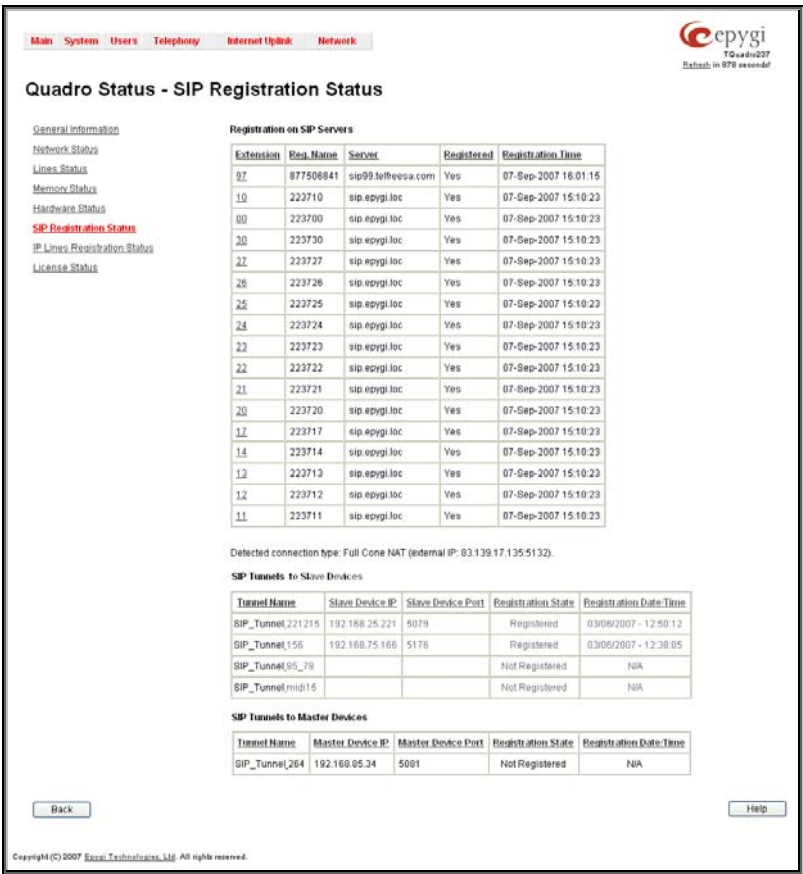 Main System Users Telephony Internet Uplink Network
epygi
TQuadro237
Refresh in 878 seconds!
Quadro Status - SIP Registration Status
General Information
Network Status
Lines Status
Memory Status
Hardware Status
SIP Registration Status
IP Lines Registration Status
License Status
Registration on SIP Servers
Extension Reg. Name Server Registered Registration Time
97 877506841 sip99.telfreesa.com Yes 07-Sep-2007 16:01:15
10 223710 sip.epygi.loc Yes 07-Sep-2007 15:10:23
00 223700 sip.epygi.loc Yes 07-Sep-2007 15:10:23
30 223730 sip.epygi.loc Yes 07-Sep-2007 15:10:23
27 223727 sip.epygi.loc Yes 07-Sep-2007 15:10:23
26 223726 sip.epygi.loc Yes 07-Sep-2007 15:10:23
25 223725 sip.epygi.loc Yes 07-Sep-2007 15:10:23
24 223724 sip.epygi.loc Yes 07-Sep-2007 15:10:23
23 223723 sip.epygi.loc Yes 07-Sep-2007 15:10:23
22 223722 sip.epygi.loc Yes 07-Sep-2007 15:10:23
21 223721 sip.epygi.loc Yes 07-Sep-2007 15:10:23
20 223720 sip.epygi.loc Yes 07-Sep-2007 15:10:23
17 223717 sip.epygi.loc Yes 07-Sep-2007 15:10:23
14 223714 sip.epygi.loc Yes 07-Sep-2007 15:10:23
13 223713 sip.epygi.loc Yes 07-Sep-2007 15:10:23
12 223712 sip.epygi.loc Yes 07-Sep-2007 15:10:23
11 223711 sip.epygi.loc Yes 07-Sep-2007 15:10:23
Detected connection type: Full Cone NAT (external IP: 83.139.17.135:5132).
SIP Tunnels to Slave Devices
Tunnel Name Slave Device IP Slave Device Port Registration State Registration Date/Time
SIP_Tunnel_221215 192.168.25.221 5079 Registered 03/06/2007 - 12:50:12
SIP_Tunnel_156 192.168.75.166 5176 Registered 03/06/2007 - 12:38:05
SIP_Tunnel_85_78 Not Registered N/A
SIP_Tunnel_midi15 Not Registered N/A
SIP Tunnels to Master Devices
Tunnel Name Master Device IP Master Device Port Registration State Registration Date/Time
SIP_Tunnel_264 192.168.85.34 5081 Not Registered N/A
Back
Help
Copyright (C) 2007 Epygi Technologies, Ltd. All rights reserved.